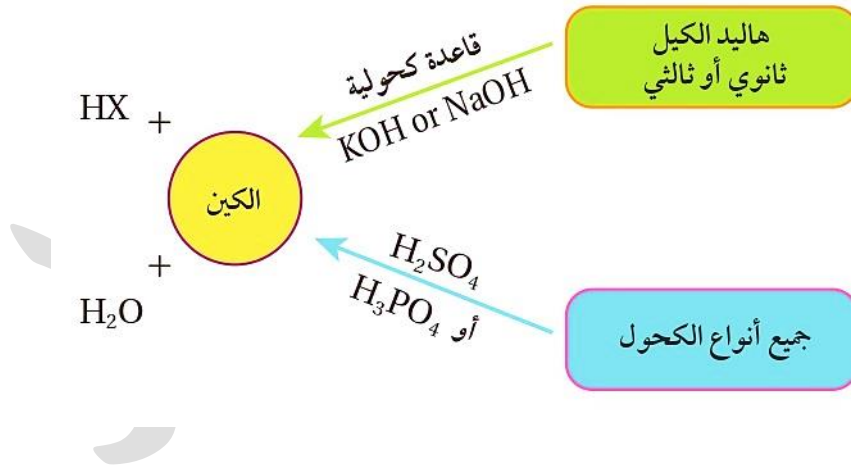 هاليد الكيل
ثانوي أو ثالثي
قاعدة كحولية
KOH or NaOH
HX +
الكين
+
H₂O
H₂SO₄
أو H₃PO₄
جميع أنواع الكحول